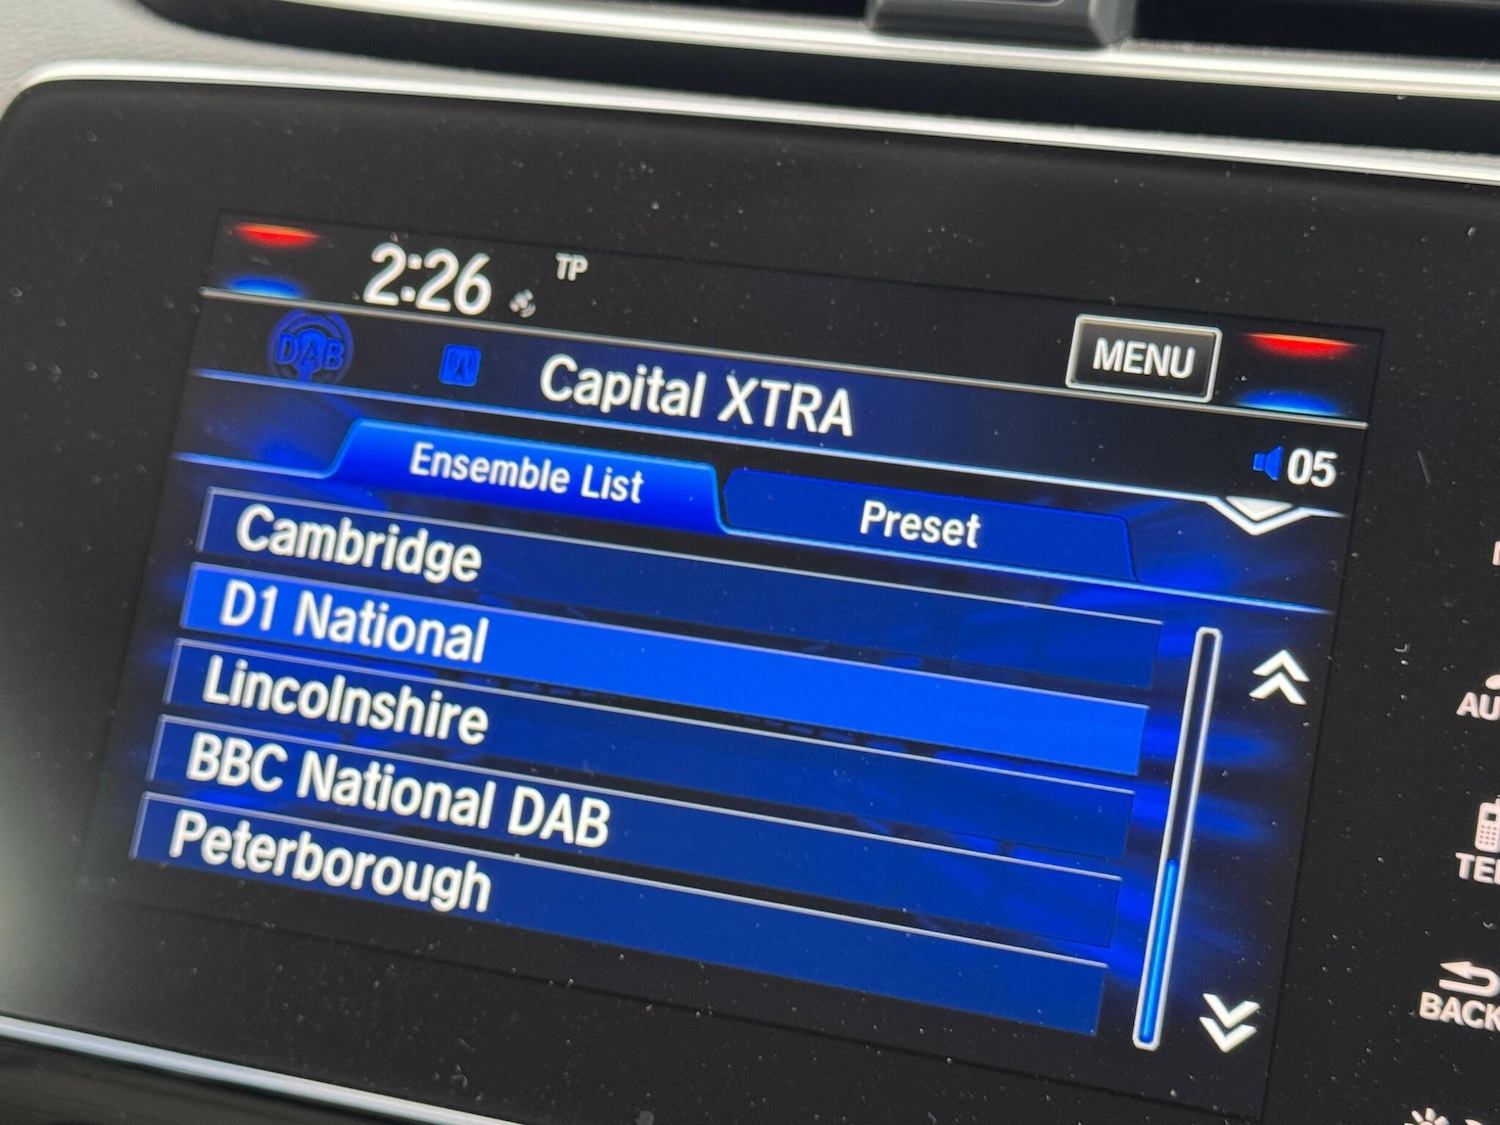 2:26 TP
MENU
DAB Capital XTRA
05
Ensemble List
Preset
Cambridge
D1 National
Lincolnshire
BBC National DAB
Peterborough
BACK